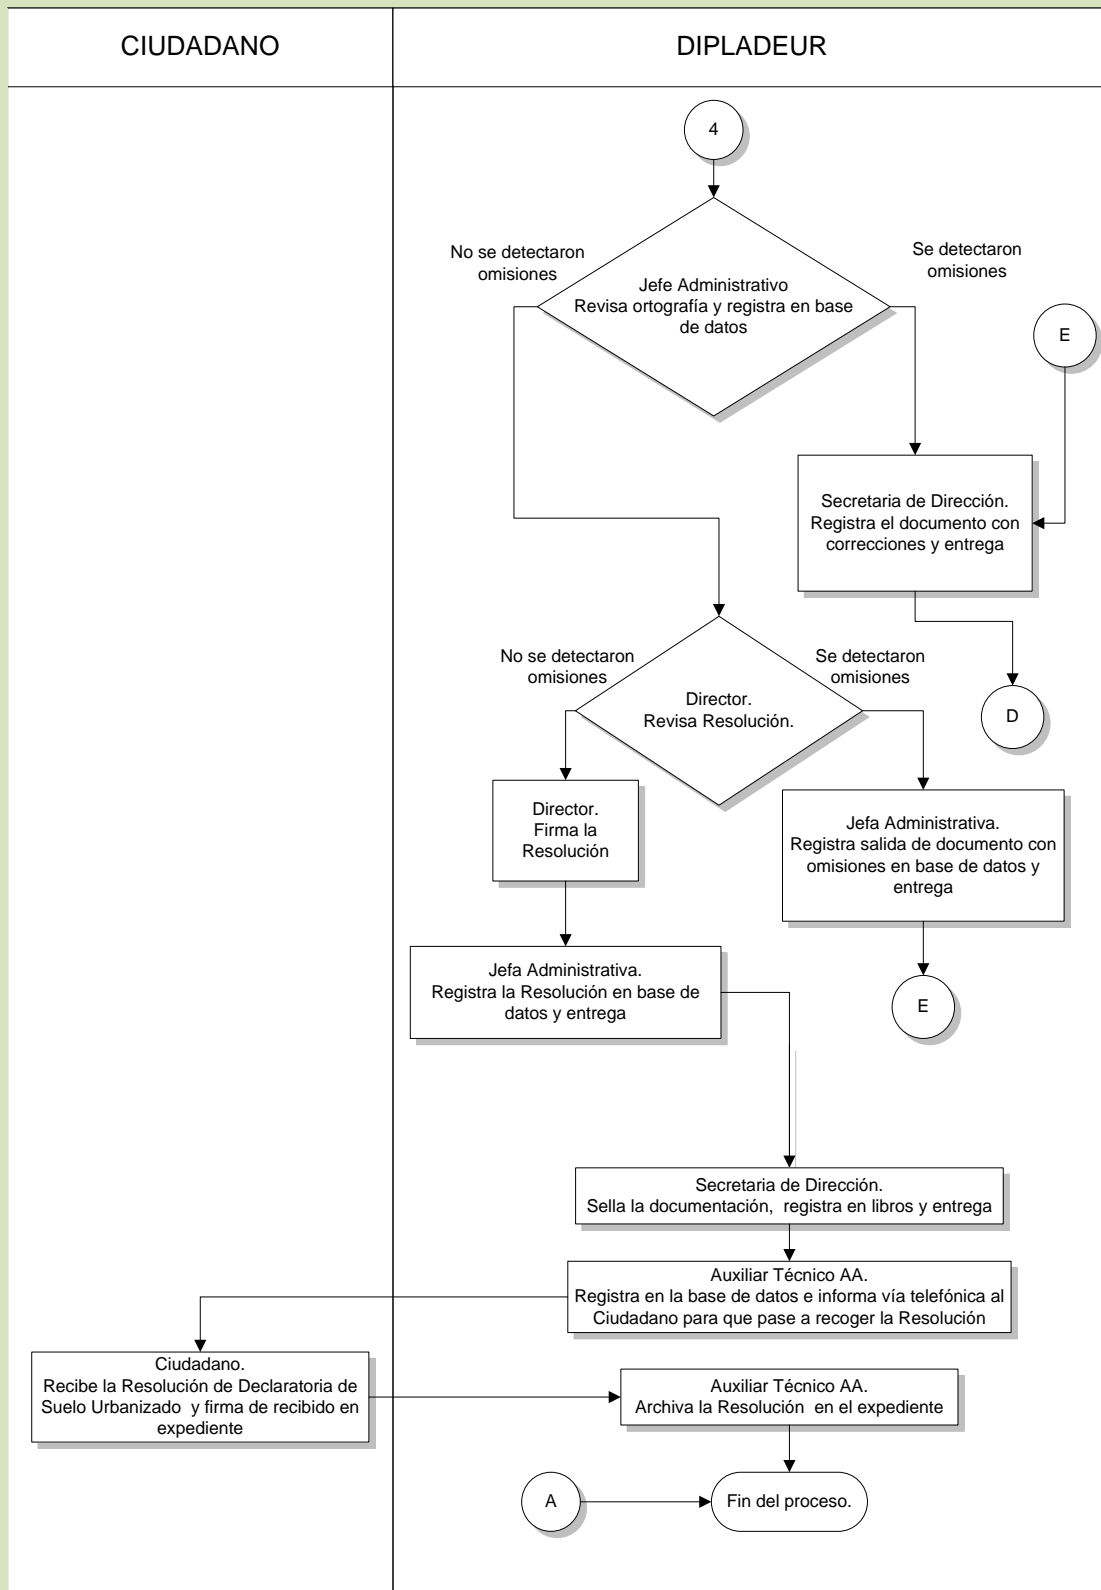 CIUDADANO
DIPLADEUR
4
No se detectaron
omisiones
Se detectaron
omisiones
Jefe Administrativo
Revisa ortografía y registra en base
de datos
E
Secretaria de Dirección.
Registra el documento con
correcciones y entrega
No se detectaron
omisiones
Se detectaron
omisiones
Director.
Revisa Resolución.
D
Director.
Firma la
Resolución
Jefa Administrativa.
Registra salida de documento con
omisiones en base de datos y
entrega
Jefa Administrativa.
Registra la Resolución en base de
datos y entrega
E
Secretaria de Dirección.
Sella la documentación, registra en libros y entrega
Auxiliar Técnico AA.
Registra en la base de datos e informa vía telefónica al
Ciudadano para que pase a recoger la Resolución
Ciudadano.
Recibe la Resolución de Declaratoria de
Suelo Urbanizado y firma de recibido en
expediente
Auxiliar Técnico AA.
Archiva la Resolución en el expediente
A
Fin del proceso.